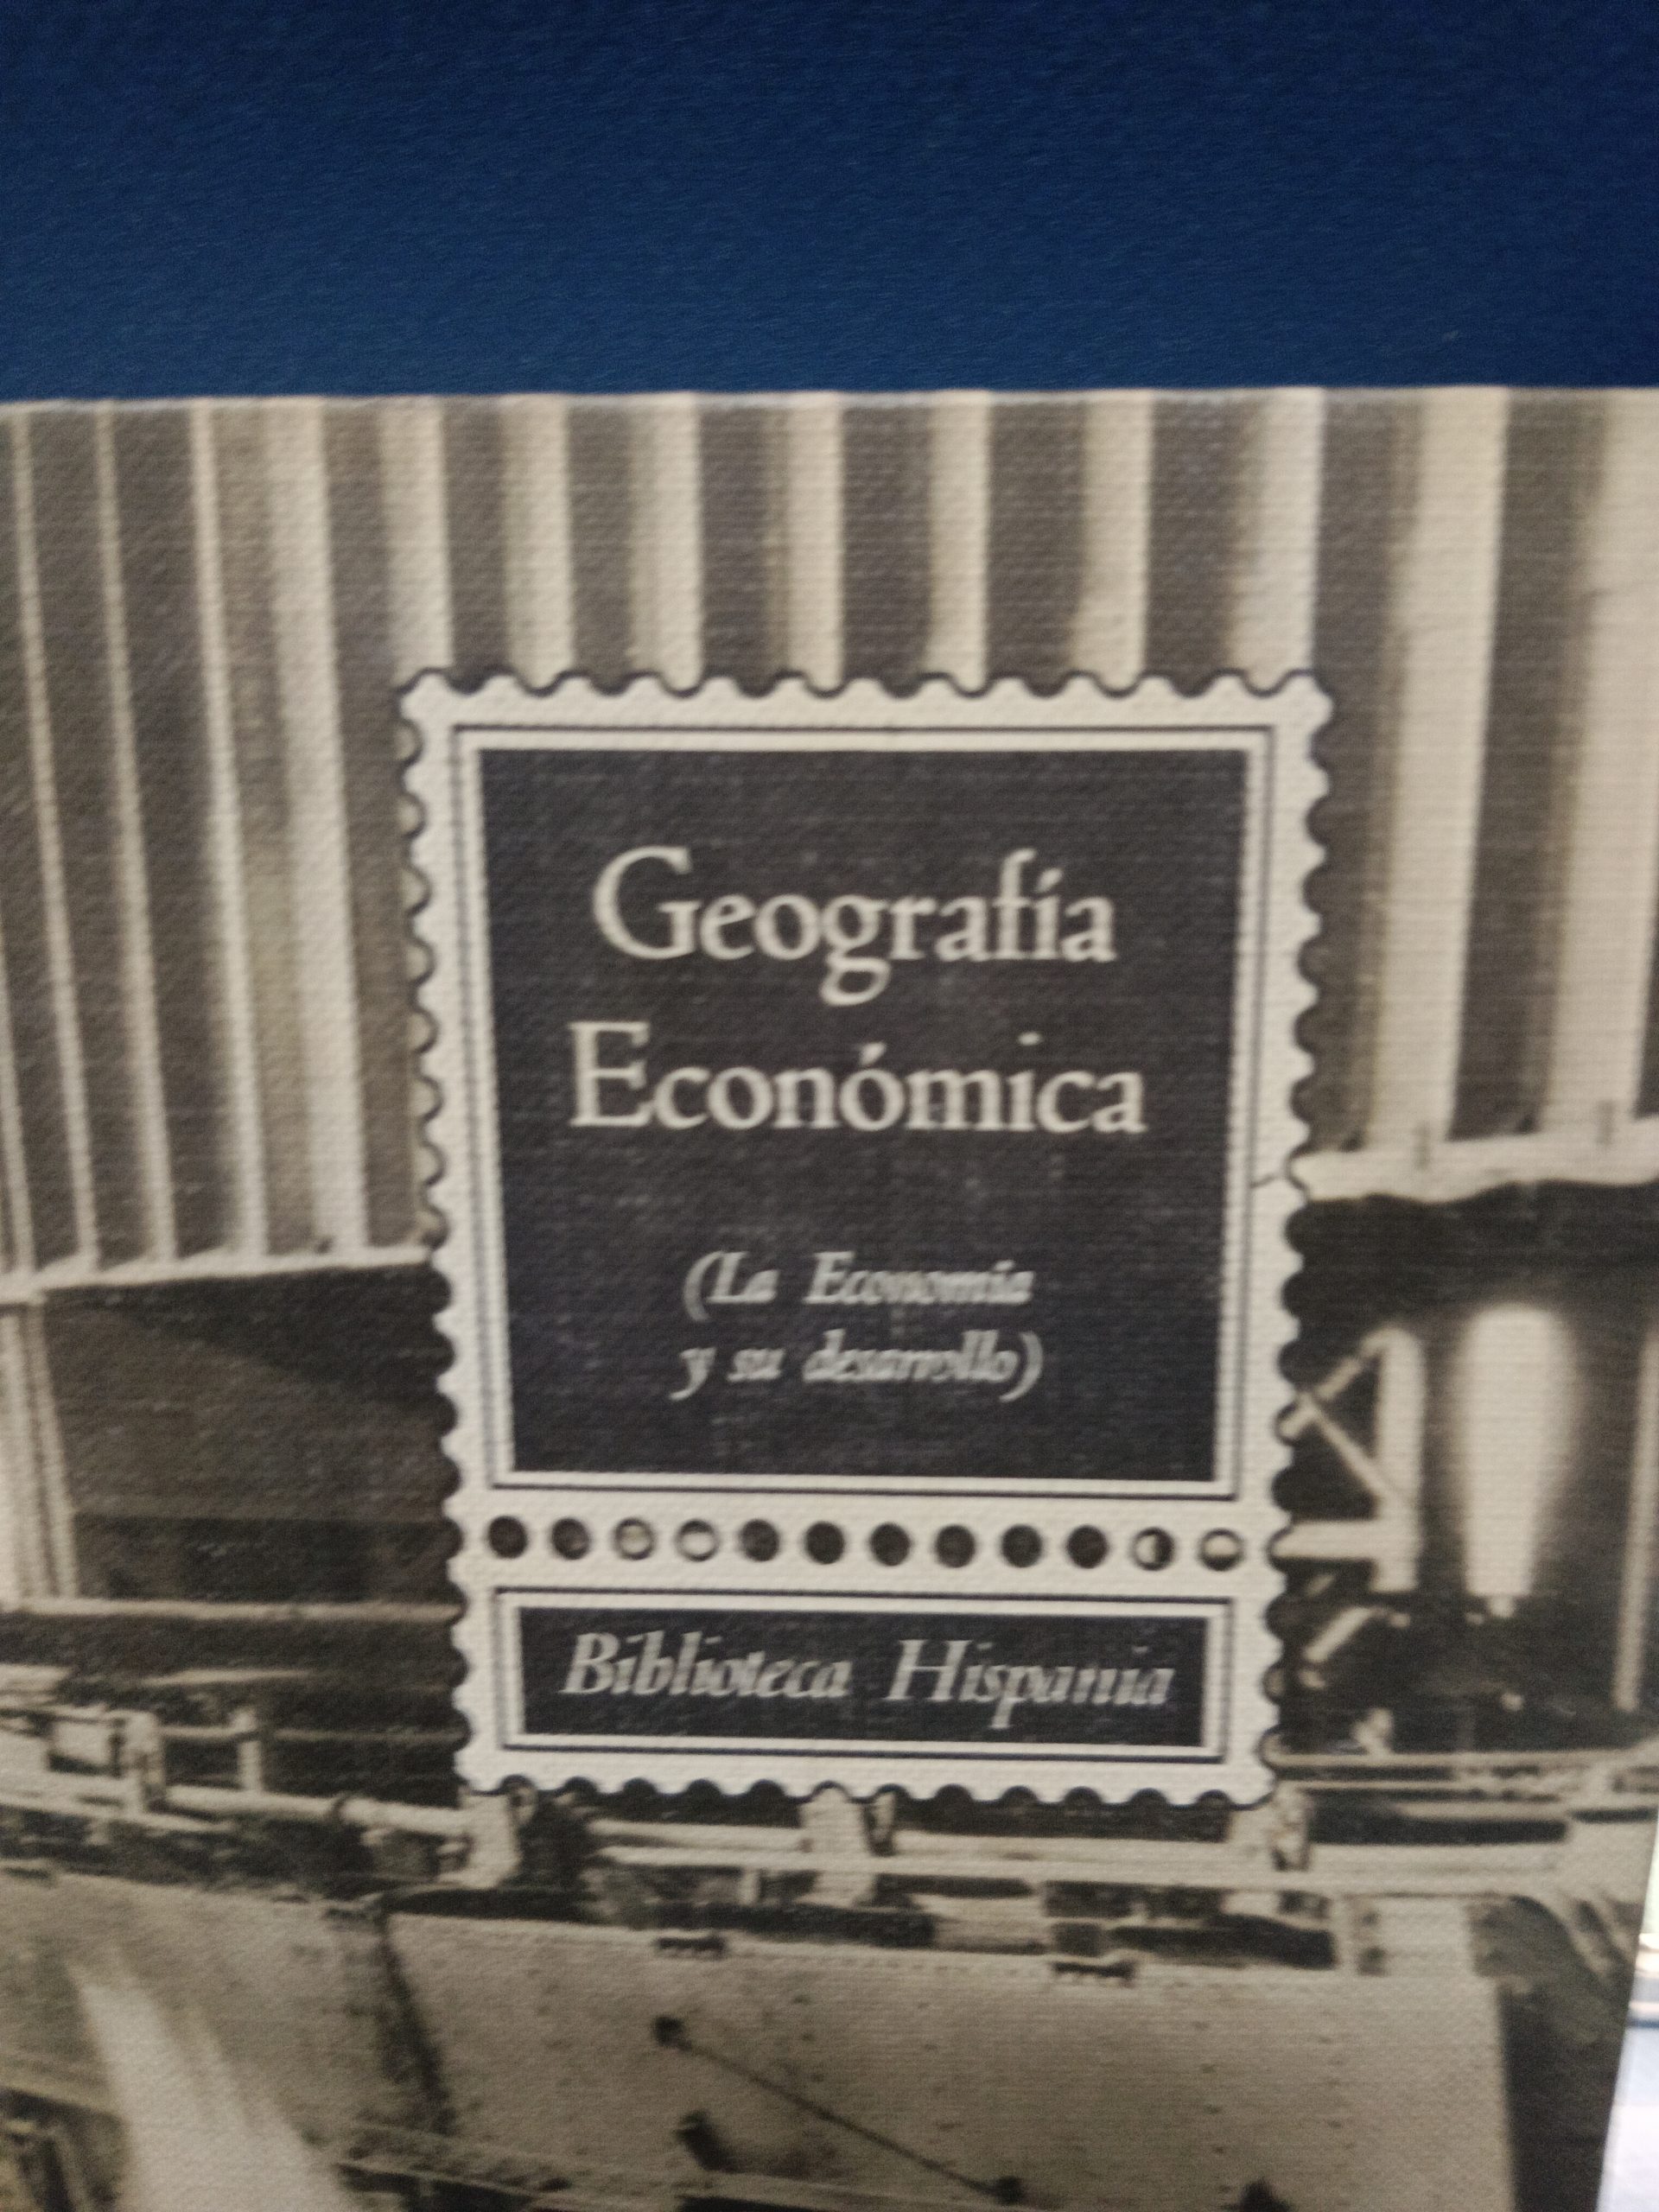 Geografía
Económica
(La Economía
y su desarrollo)
Biblioteca Hispania